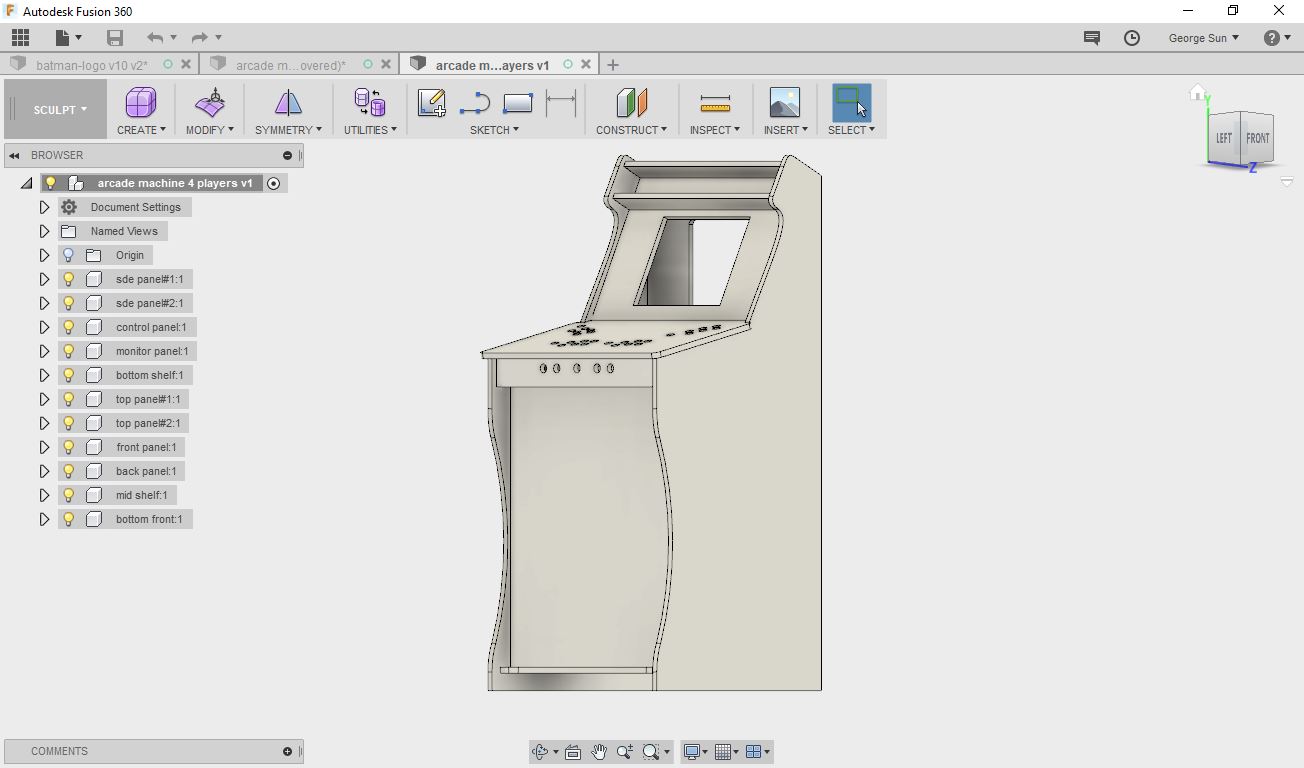 Autodesk Fusion 360
George Sun
batman-logo v10 v2*
arcade m...overed)*
arcade m...ayers v1
SCULPT
CREATE
MODIFY
SYMMETRY
UTILITIES
SKETCH
CONSTRUCT
INSPECT
INSERT
SELECT
BROWSER
arcade machine 4 players v1
Document Settings
Named Views
Origin
sde panel#1:1
sde panel#2:1
control panel:1
monitor panel:1
bottom shelf:1
top panel#1:1
top panel#2:1
front panel:1
back panel:1
mid shelf:1
bottom front:1
Y
LEFT
FRONT
Z
COMMENTS